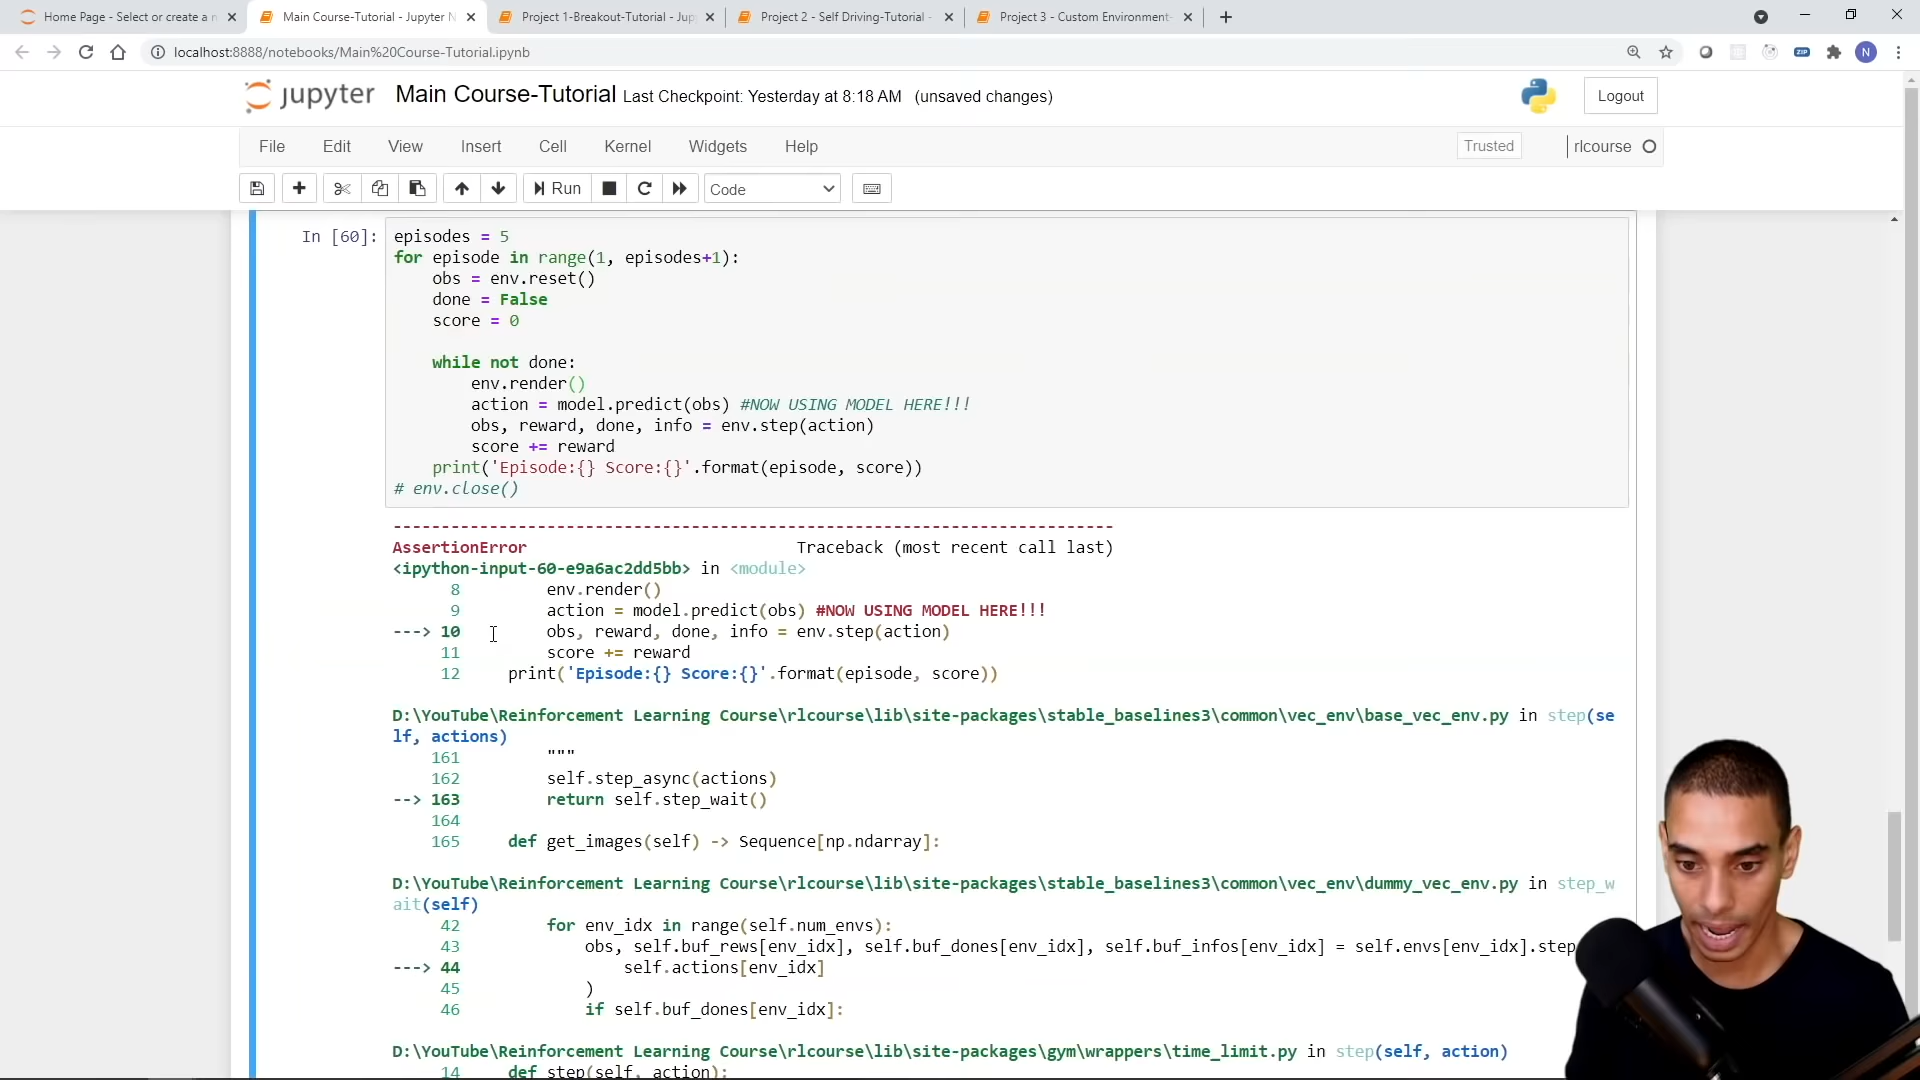 Home Page - Select or create a n
Main Course-Tutorial - Jupyter N
Project 1-Breakout-Tutorial - Jup
Project 2 - Self Driving-Tutorial -
Project 3 - Custom Environment-
localhost:8888/notebooks/Main%20Course-Tutorial.ipynb
ZIP
N
jupyter
Main Course-Tutorial Last Checkpoint: Yesterday at 8:18 AM (unsaved changes)
Logout
File Edit View Insert Cell Kernel Widgets Help
Trusted
rlcourse
Run
Code
In [60]:
episodes = 5
for episode in range(1, episodes+1):
    obs = env.reset()
    done = False
    score = 0
    while not done:
        env.render()
        action = model.predict(obs) #NOW USING MODEL HERE!!!
        obs, reward, done, info = env.step(action)
        score += reward
    print('Episode:{} Score:{}'.format(episode, score))
# env.close()
---------------------------------------------------------------------------
AssertionError                            Traceback (most recent call last)
<ipython-input-60-e9a6ac2dd5bb> in <module>
      8         env.render()
      9         action = model.predict(obs) #NOW USING MODEL HERE!!!
---> 10         obs, reward, done, info = env.step(action)
     11         score += reward
     12     print('Episode:{} Score:{}'.format(episode, score))
D:\YouTube\Reinforcement Learning Course\rlcourse\lib\site-packages\stable_baselines3\common\vec_env\base_vec_env.py in step(se
lf, actions)
    161         """
    162         self.step_async(actions)
--> 163         return self.step_wait()
    164
    165     def get_images(self) -> Sequence[np.ndarray]:
D:\YouTube\Reinforcement Learning Course\rlcourse\lib\site-packages\stable_baselines3\common\vec_env\dummy_vec_env.py in step_w
ait(self)
     42         for env_idx in range(self.num_envs):
     43             obs, self.buf_rews[env_idx], self.buf_dones[env_idx], self.buf_infos[env_idx] = self.envs[env_idx].step
---> 44                 self.actions[env_idx]
     45             )
     46             if self.buf_dones[env_idx]:
D:\YouTube\Reinforcement Learning Course\rlcourse\lib\site-packages\gym\wrappers\time_limit.py in step(self, action)
     14     def step(self, action):